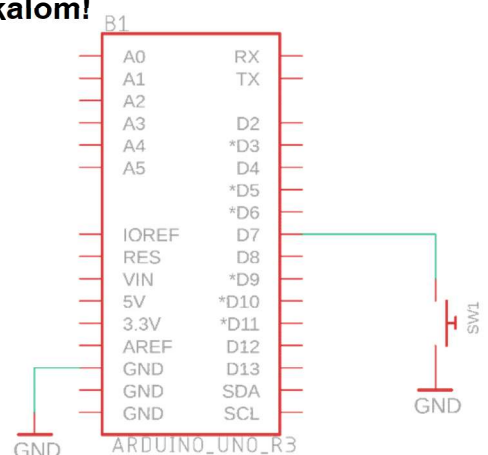 kalom!
B1
A0 RX
A1 TX
A2
A3 D2
A4 *D3
A5 D4
*D5
*D6
IOREF D7
RES D8
VIN *D9
5V *D10
3.3V *D11
AREF D12
GND D13
GND SDA
GND SCL
SW1
GND
GND
ARDUINO_UNO_R3